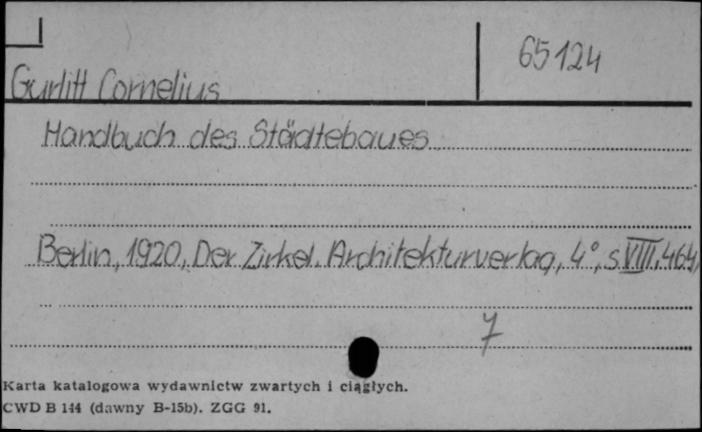 65124
Gurlitt Cornelius
Handbuch des Städtebaues
Berlin, 1920, Der Zirkel. Architekturverlag, 4°, s. VIII, 464,
7
Karta katalogowa wydawnictw zwartych i ciągłych.
CWD B 144 (dawny B-15b). ZGG 91.